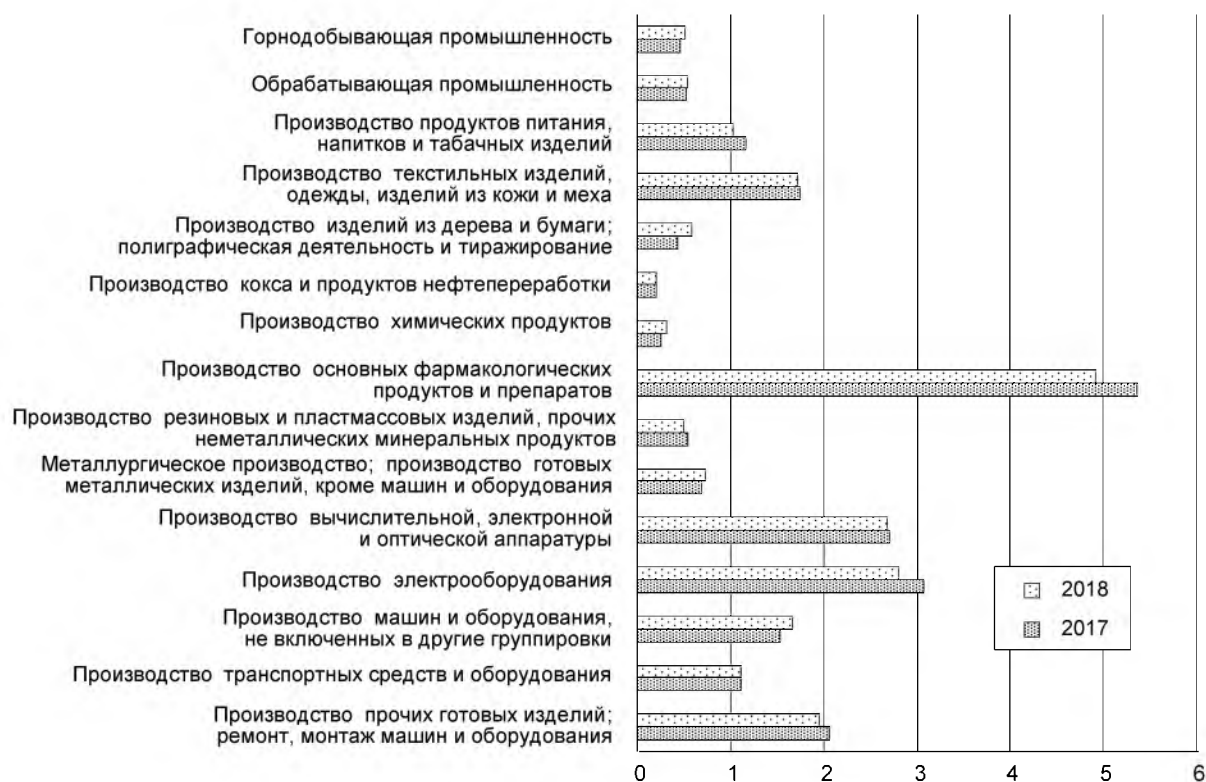 Горнодобывающая промышленность
Обрабатывающая промышленность
Производство продуктов питания,
напитков и табачных изделий
Производство текстильных изделий,
одежды, изделий из кожи и меха
Производство изделий из дерева и бумаги;
полиграфическая деятельность и тиражирование
Производство кокса и продуктов нефтепереработки
Производство химических продуктов
Производство основных фармакологических
продуктов и препаратов
Производство резиновых и пластмассовых изделий, прочих
неметаллических минеральных продуктов
Металлургическое производство; производство готовых
металлических изделий, кроме машин и оборудования
Производство вычислительной, электронной
и оптической аппаратуры
Производство электрооборудования
Производство машин и оборудования,
не включенных в другие группировки
Производство транспортных средств и оборудования
Производство прочих готовых изделий;
ремонт, монтаж машин и оборудования
2018
2017
0 1 2 3 4 5 6